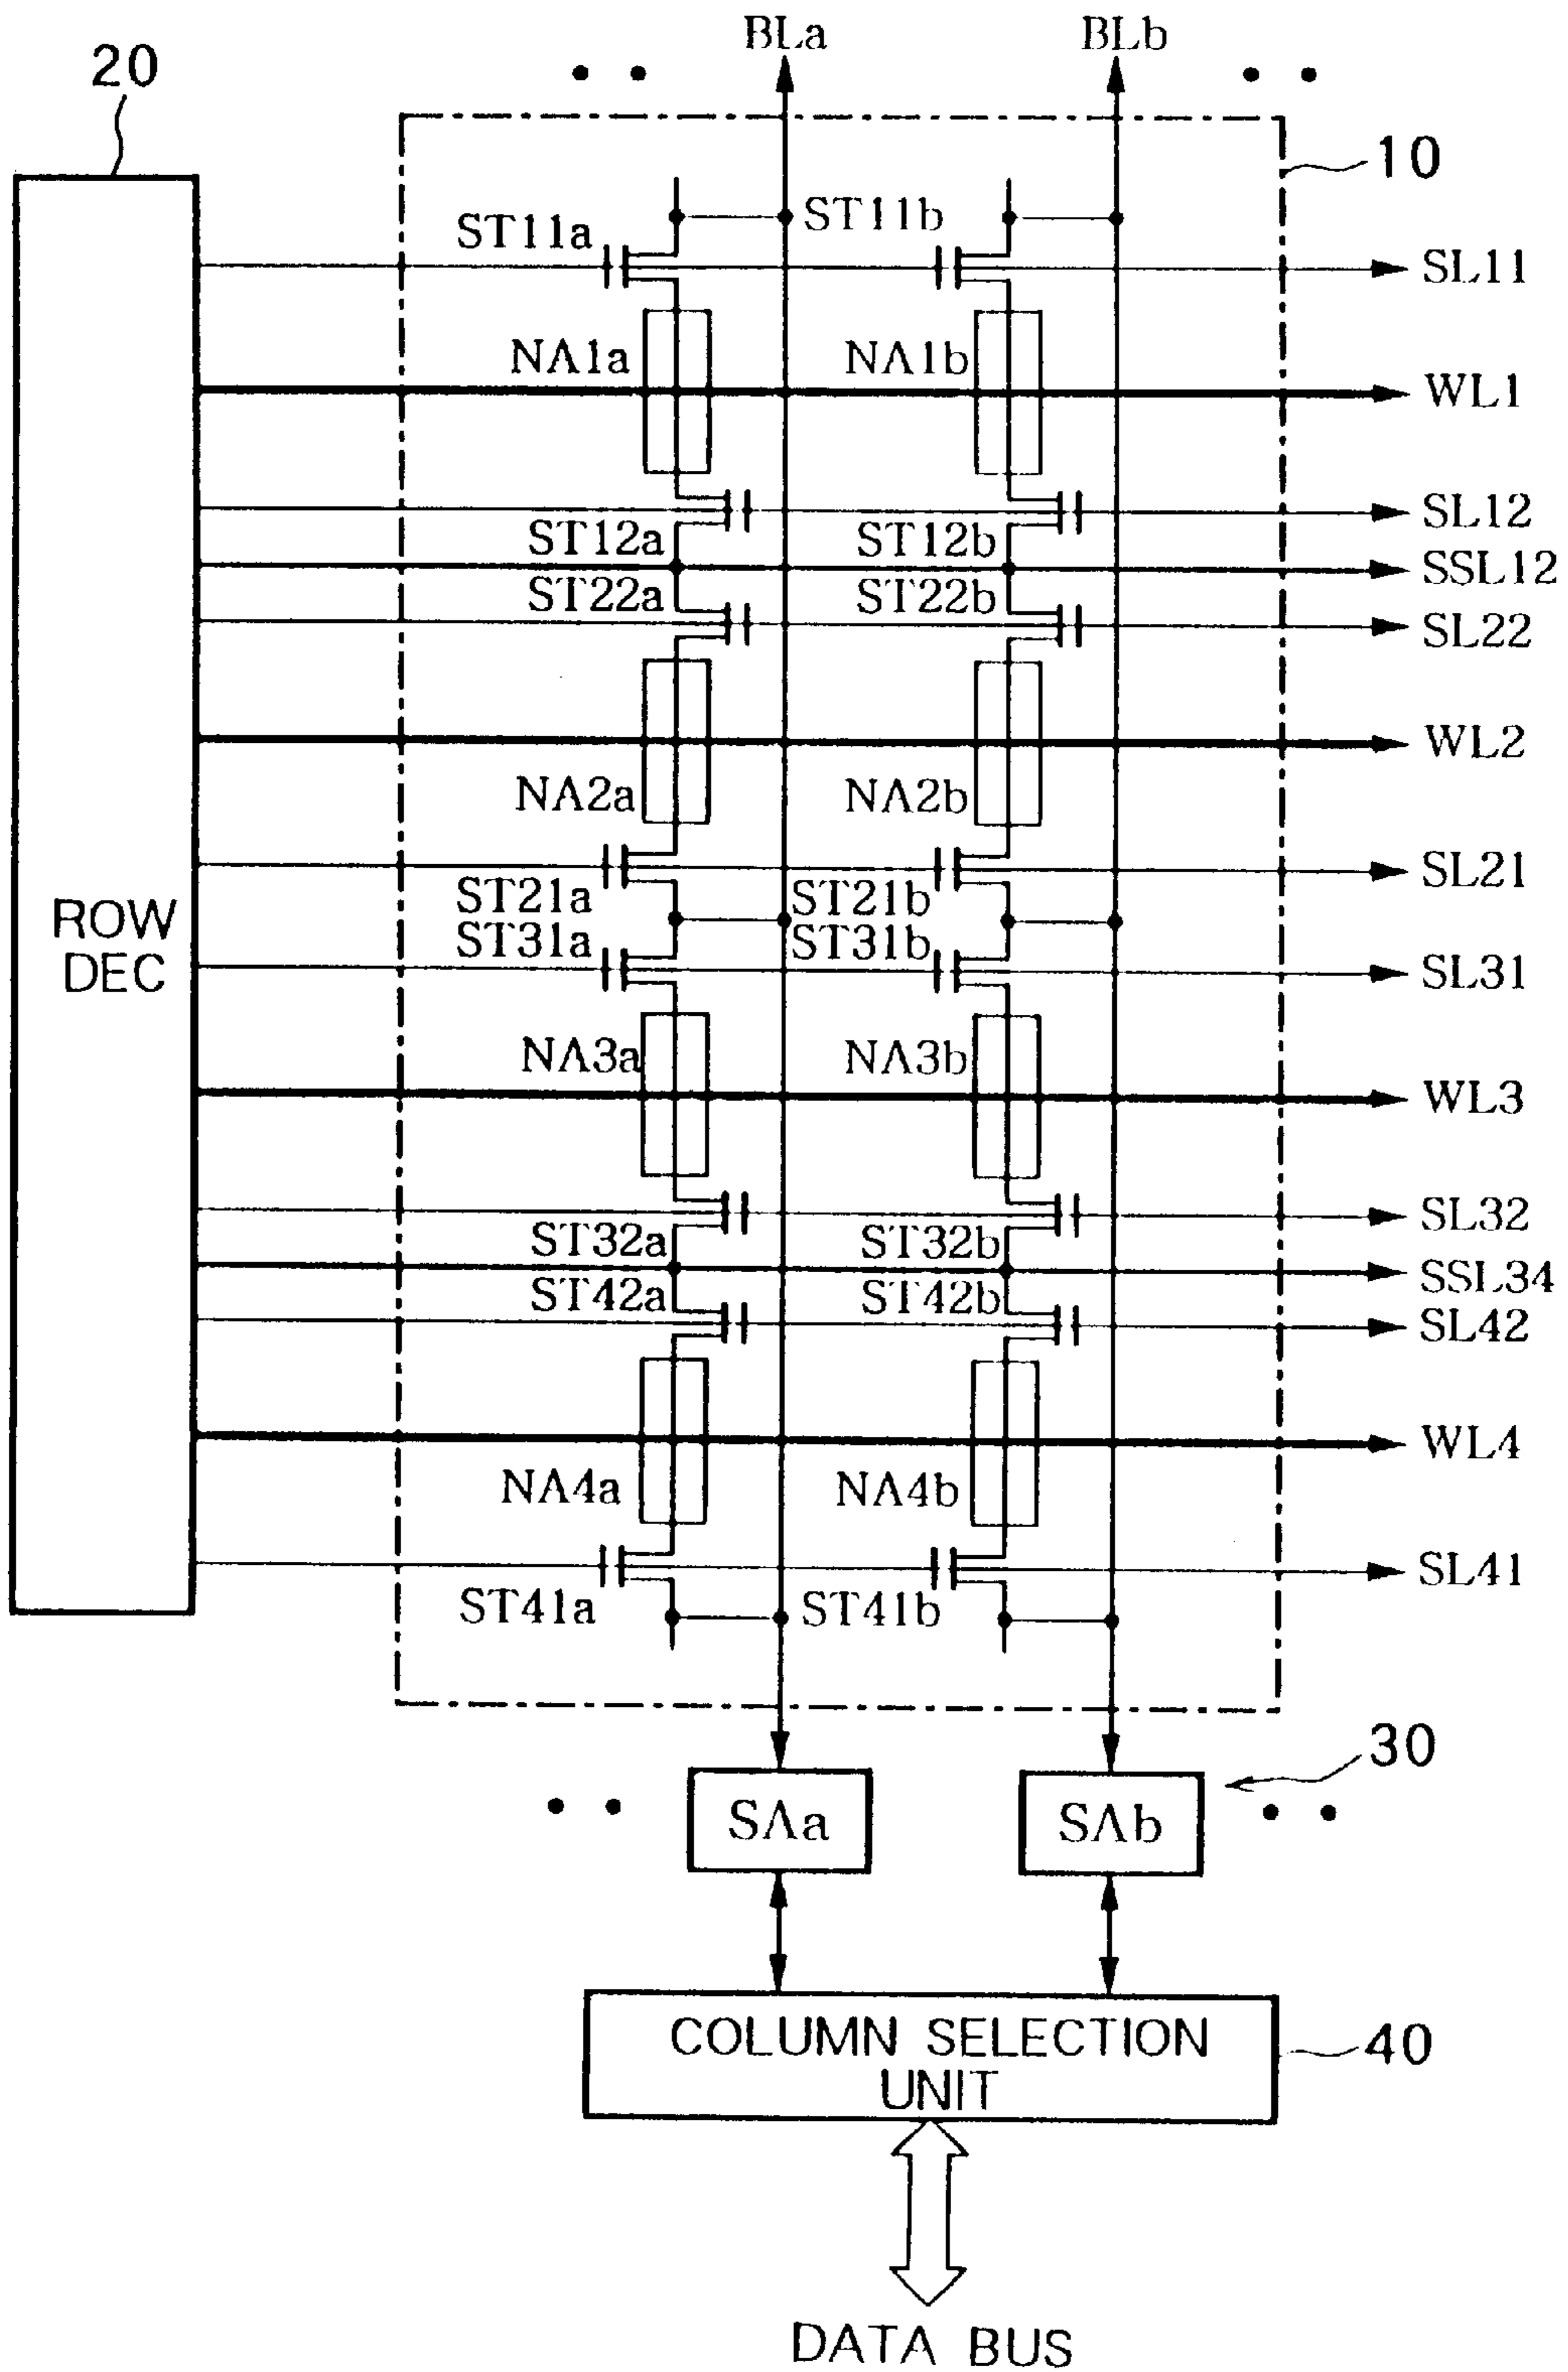 BLa BLb
20
10
ST11a ST11b
SL11
NA1a NA1b
WL1
SL12
ST12a ST12b
SSL12
ST22a ST22b
SL22
WL2
NA2a NA2b
SL21
ST21a ST21b
ROW
DEC
ST31a ST31b
SL31
NA3a NA3b
WL3
SL32
ST32a ST32b
SSL34
ST42a ST42b
SL42
WL4
NA4a NA4b
SL41
ST41a ST41b
30
SAa SAb
COLUMN SELECTION
UNIT
40
DATA BUS